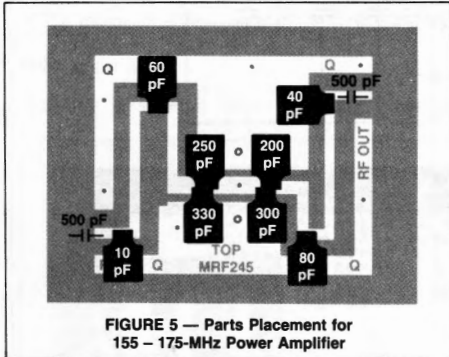 Q
60
pF
40
pF
500 pF
250
pF
200
pF
RF OUT
330
pF
300
pF
500 pF
10
pF
Q
TOP
MRF245
80
pF
Q
FIGURE 5 — Parts Placement for
155 – 175-MHz Power Amplifier